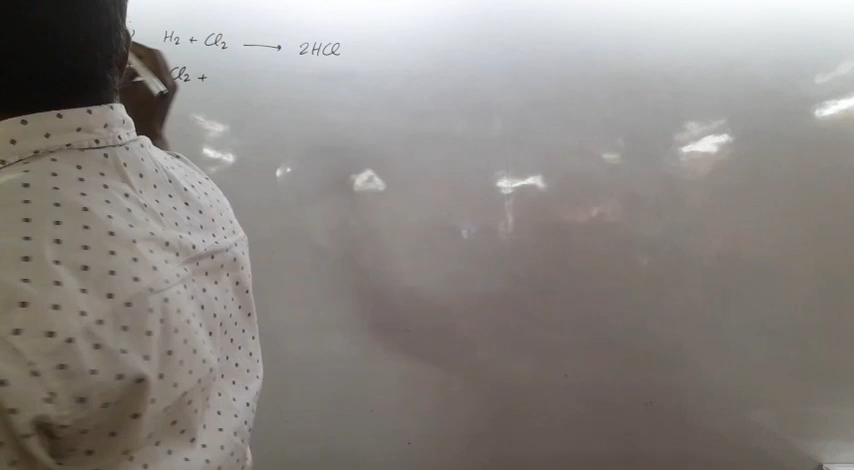 H₂ + Cl₂ ⟶ 2HCl
Cl₂ +